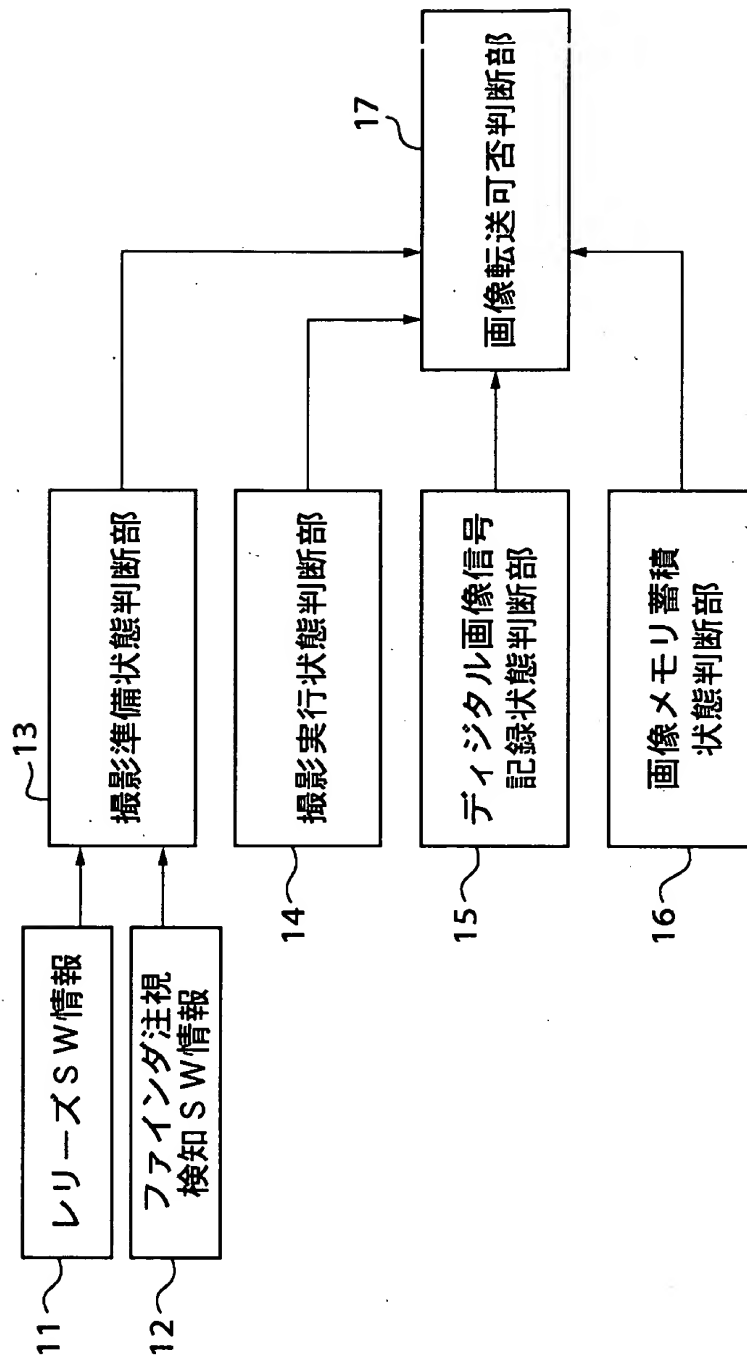 11
レリーズSW情報
12
ファインダ注視
検知SW情報
13
撮影準備状態判断部
14
撮影実行状態判断部
15
ディジタル画像信号
記録状態判断部
16
画像メモリ蓄積
状態判断部
17
画像転送可否判断部